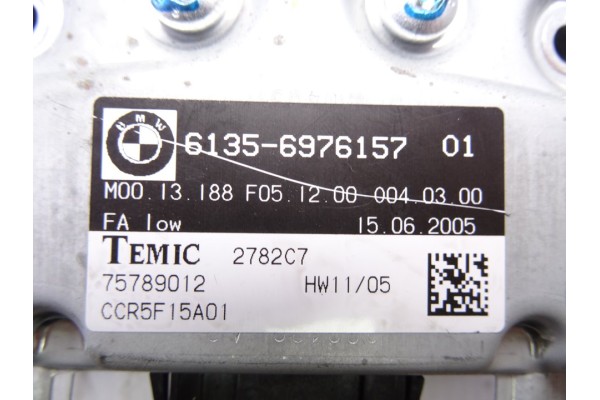 BMW 6135-6976157 01
M00.13.188 F05.12.00 004.03.00
FA low 15.06.2005
TEMIC 2782C7
75789012 HW11/05
CCR5F15A01